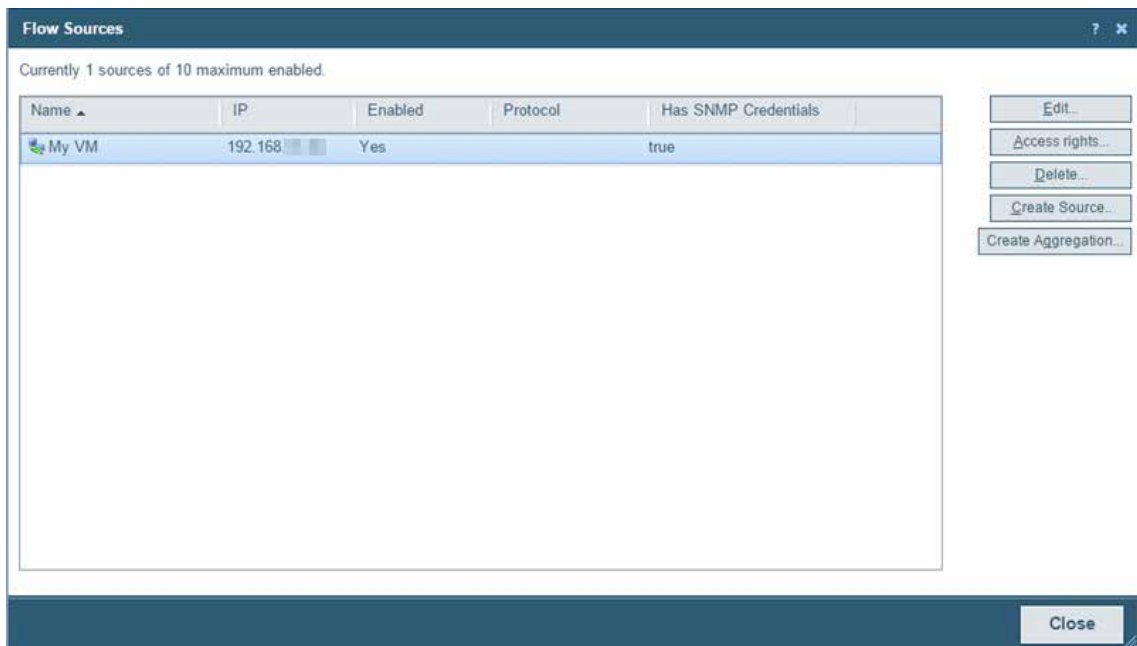 Flow Sources ?
Currently 1 sources of 10 maximum enabled.
Name IP Enabled Protocol Has SNMP Credentials
My VM 192.168. Yes true
Edit...
Access rights...
Delete...
Create Source...
Create Aggregation...
Close